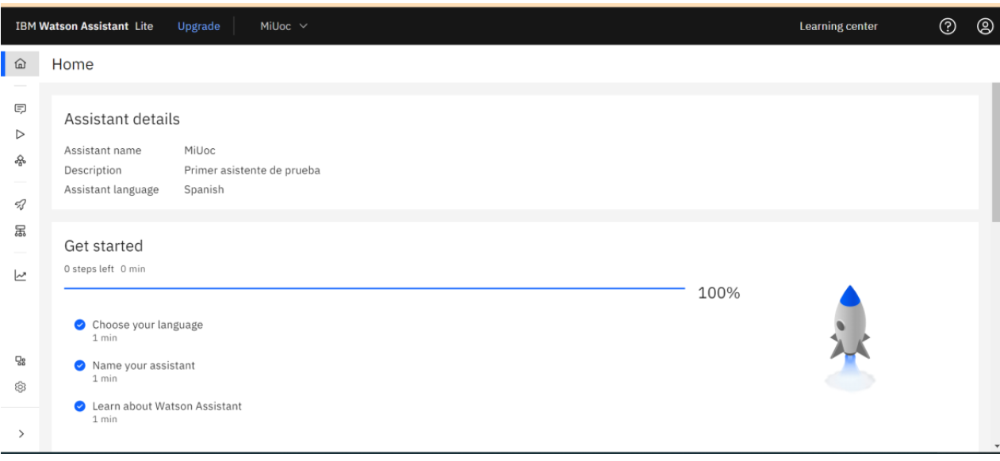 IBM Watson Assistant Lite Upgrade MiUoc Learning center
Home
Assistant details
Assistant name MiUoc
Description Primer asistente de prueba
Assistant language Spanish
Get started
0 steps left 0 min
100%
Choose your language
1 min
Name your assistant
1 min
Learn about Watson Assistant
1 min